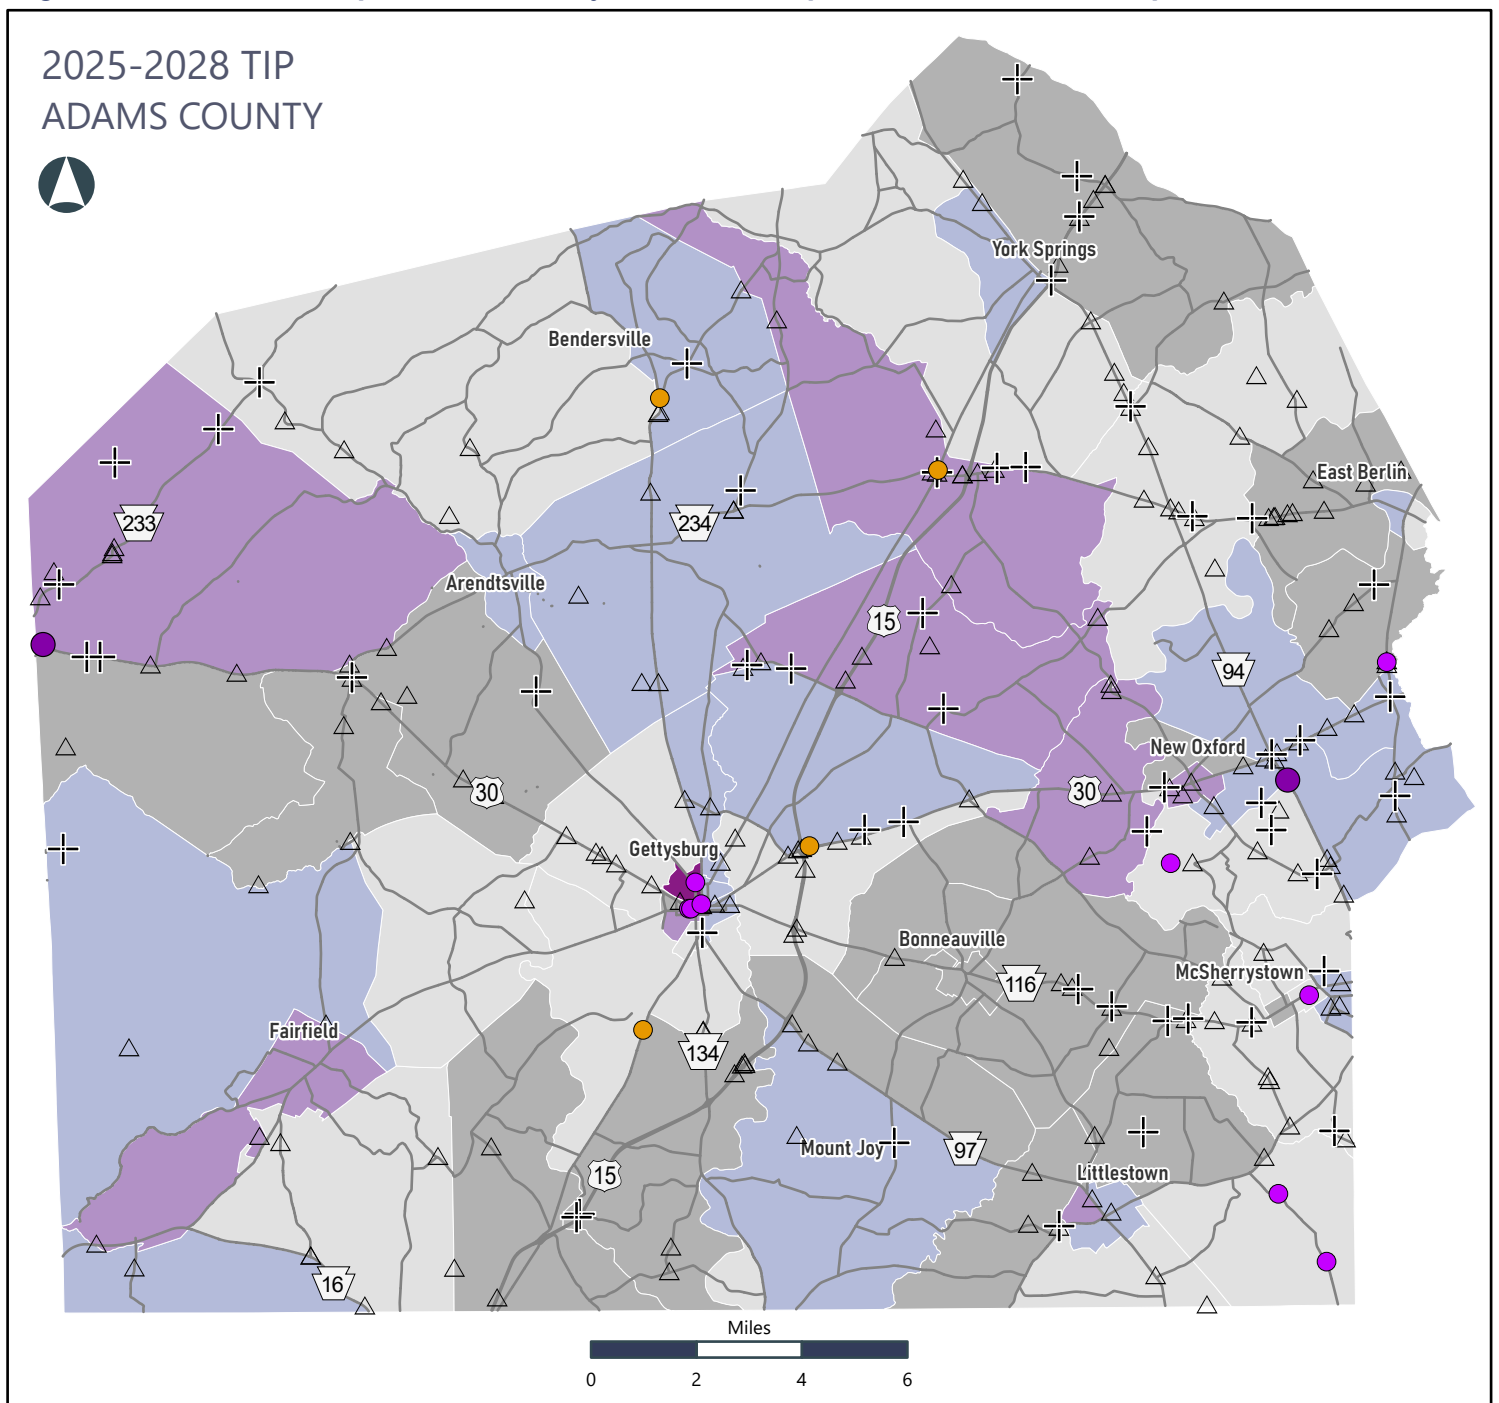 2025-2028 TIP
ADAMS COUNTY
York Springs
Bendersville
East Berlin
233
234
Arendtsville
15
94
New Oxford
30
30
Gettysburg
Bonneauville
McSherrystown
116
Fairfield
134
Mount Joy
97
Littlestown
15
16
Miles
0 2 4 6